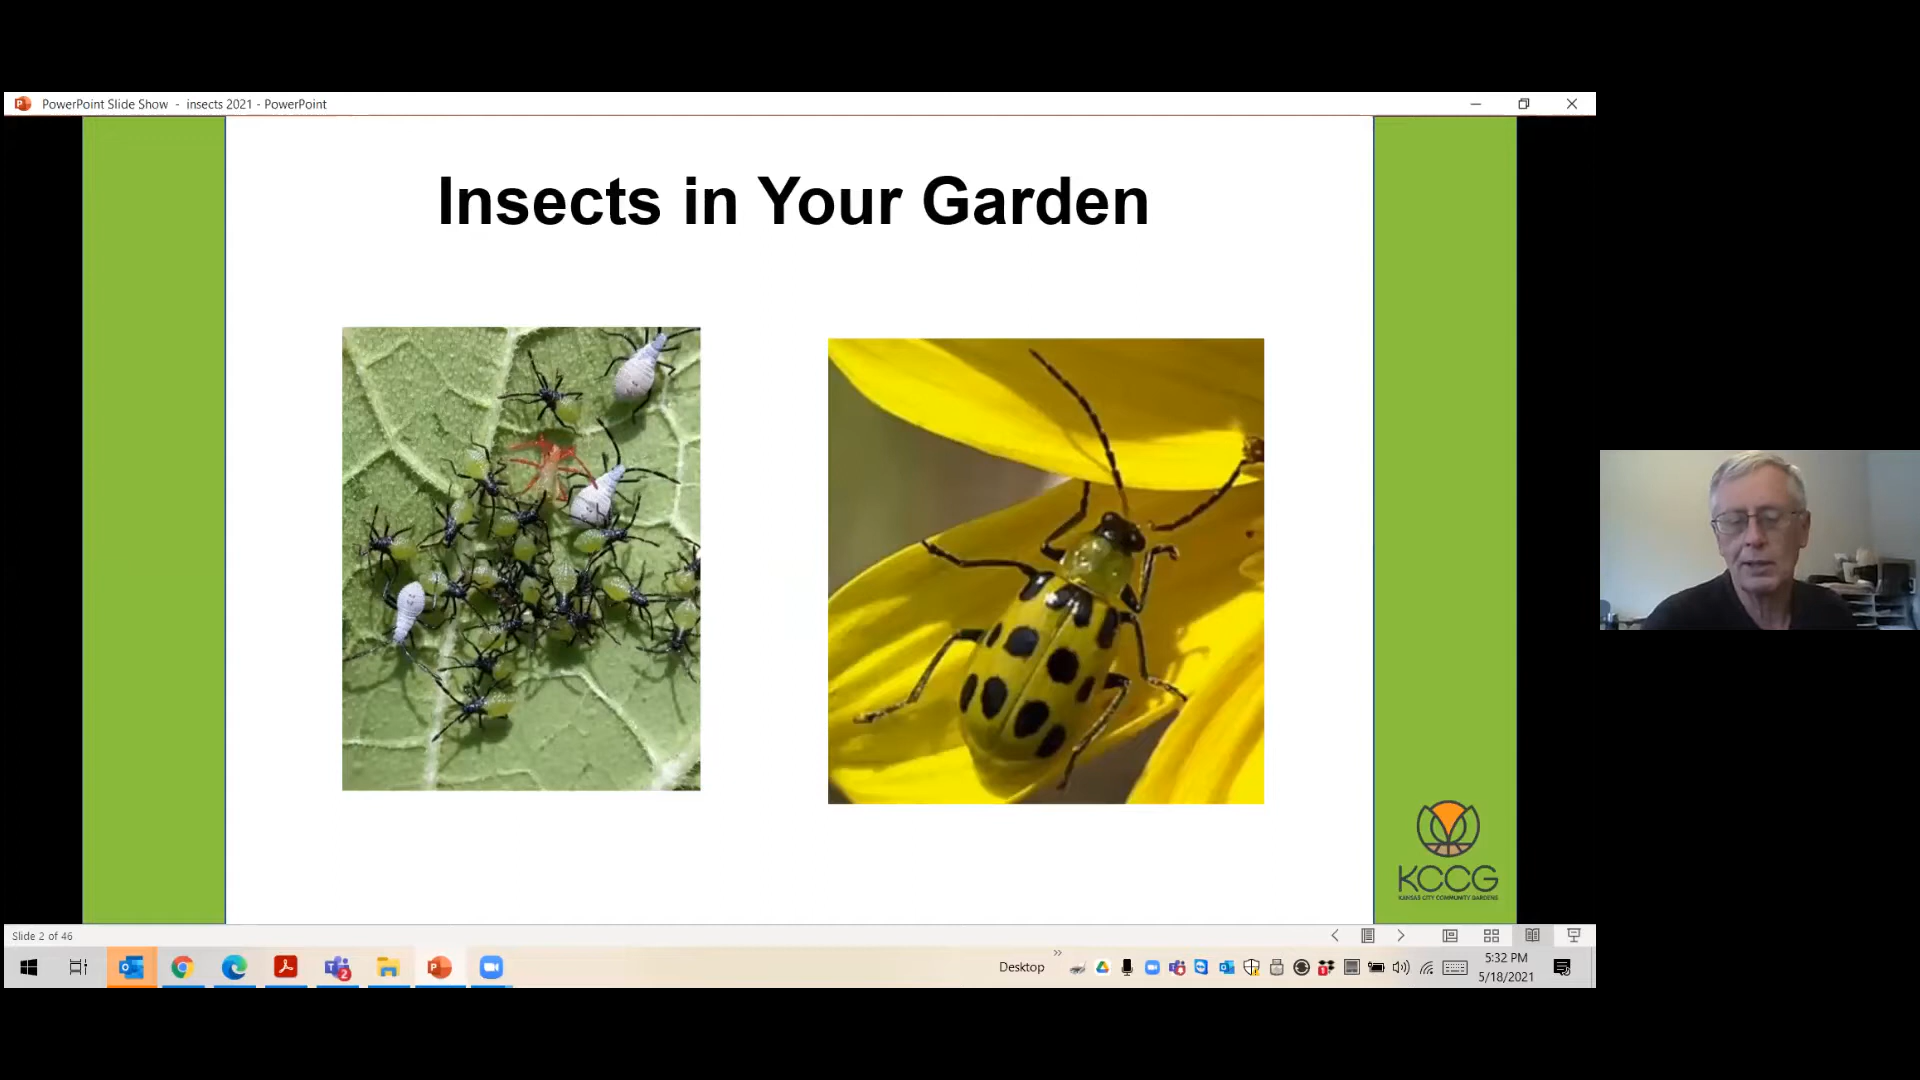 PowerPoint Slide Show - insects 2021 - PowerPoint
Insects in Your Garden
KCCG
KANSAS CITY COMMUNITY GARDENS
Slide 2 of 46
Desktop
5:32 PM
5/18/2021